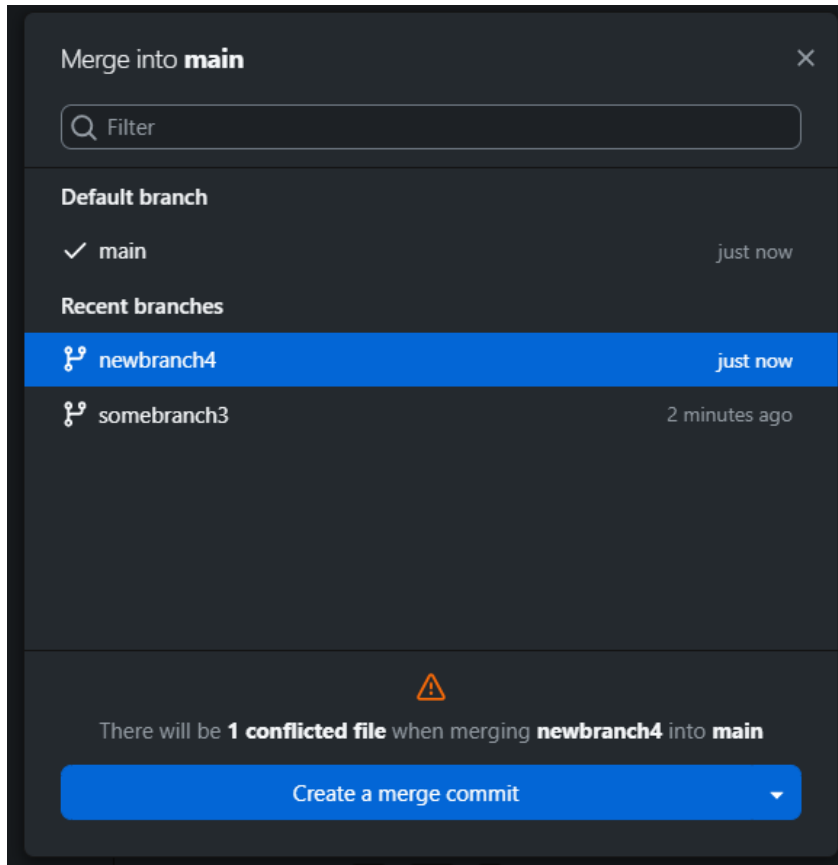 Merge into main
Filter
Default branch
main just now
Recent branches
newbranch4 just now
somebranch3 2 minutes ago
There will be 1 conflicted file when merging newbranch4 into main
Create a merge commit